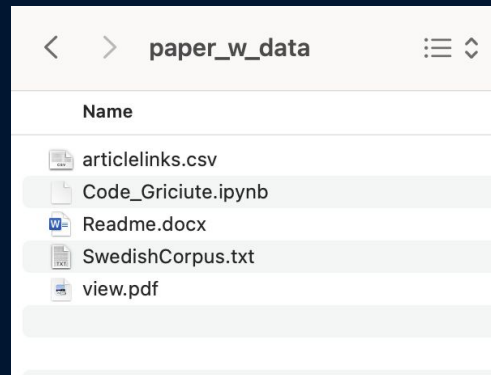 paper_w_data
Name
articlelinks.csv
Code_Griciute.ipynb
Readme.docx
SwedishCorpus.txt
view.pdf